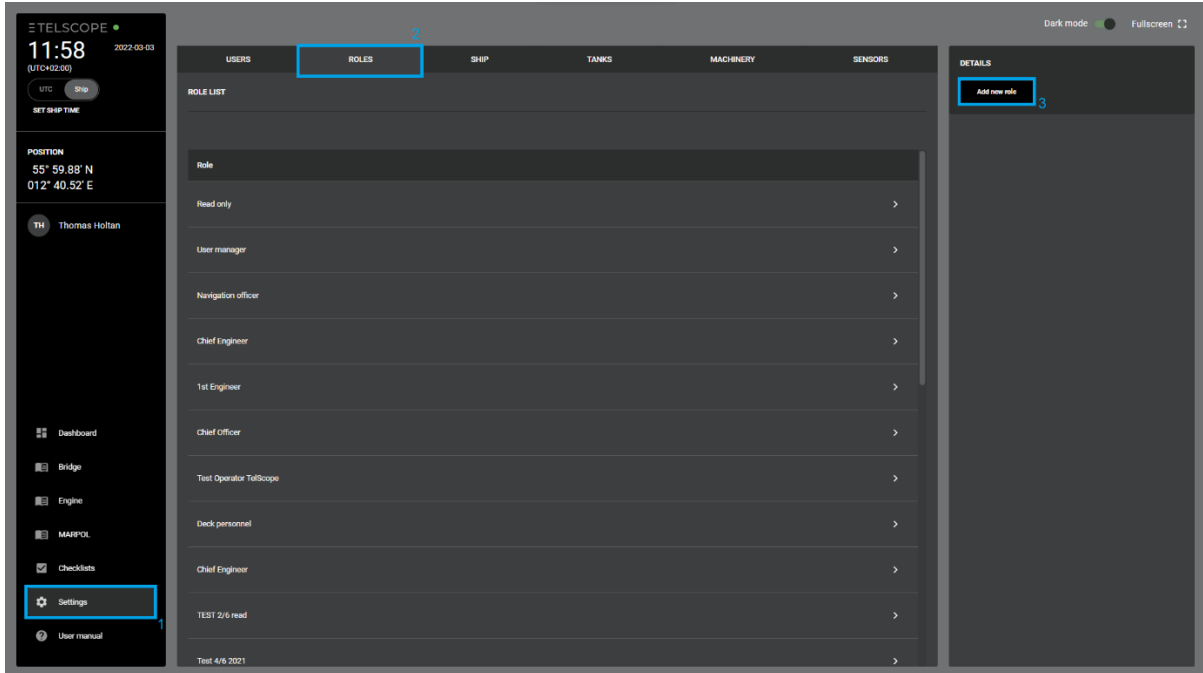 TELSCOPE
11:58
2022-03-03
(UTC+02:00)
UTC
Ship
SET SHIP TIME
POSITION
55° 59.88' N
012° 40.52' E
TH
Thomas Holtan
Dashboard
Bridge
Engine
MARPOL
Checklists
Settings
1
User manual
2
USERS
ROLES
SHIP
TANKS
MACHINERY
SENSORS
ROLE LIST
Role
Read only
User manager
Navigation officer
Chief Engineer
1st Engineer
Chief Officer
Test Operator TelScope
Deck personnel
Chief Engineer
TEST 2/6 read
Test 4/6 2021
Dark mode
Fullscreen
DETAILS
Add new role
3